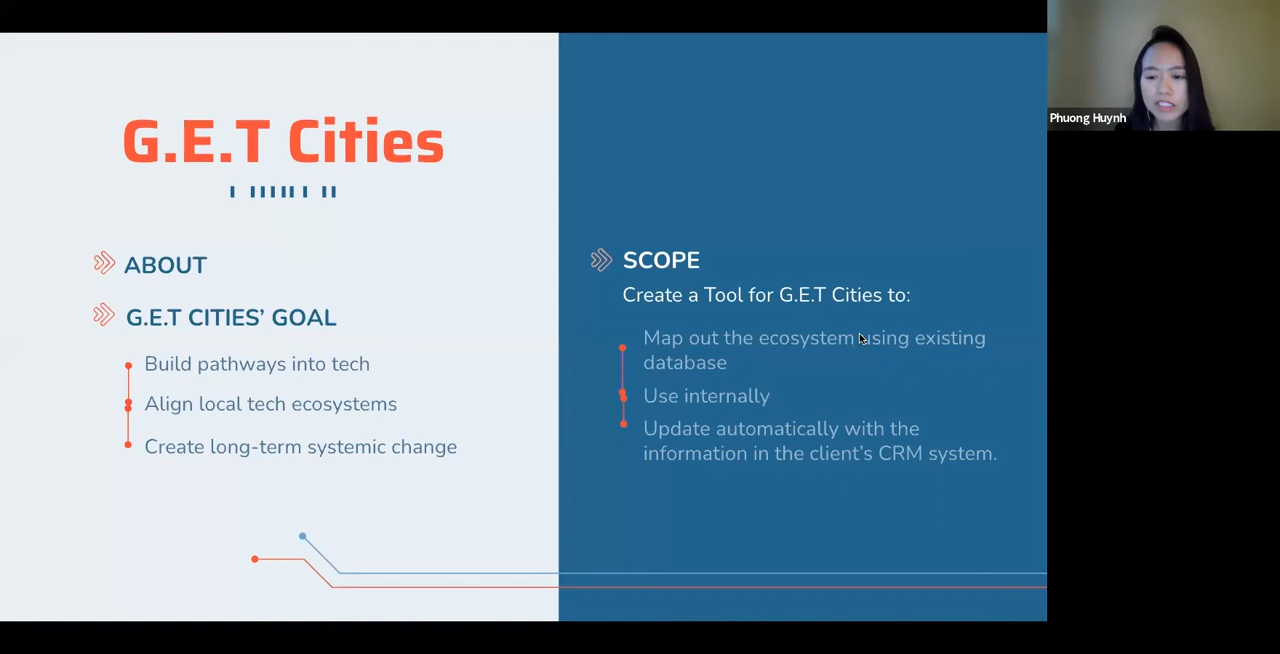 G.E.T Cities
ABOUT
G.E.T CITIES’ GOAL
Build pathways into tech
Align local tech ecosystems
Create long-term systemic change
SCOPE
Create a Tool for G.E.T Cities to:
Map out the ecosystem using existing
database
Use internally
Update automatically with the
information in the client’s CRM system.
Phuong Huynh